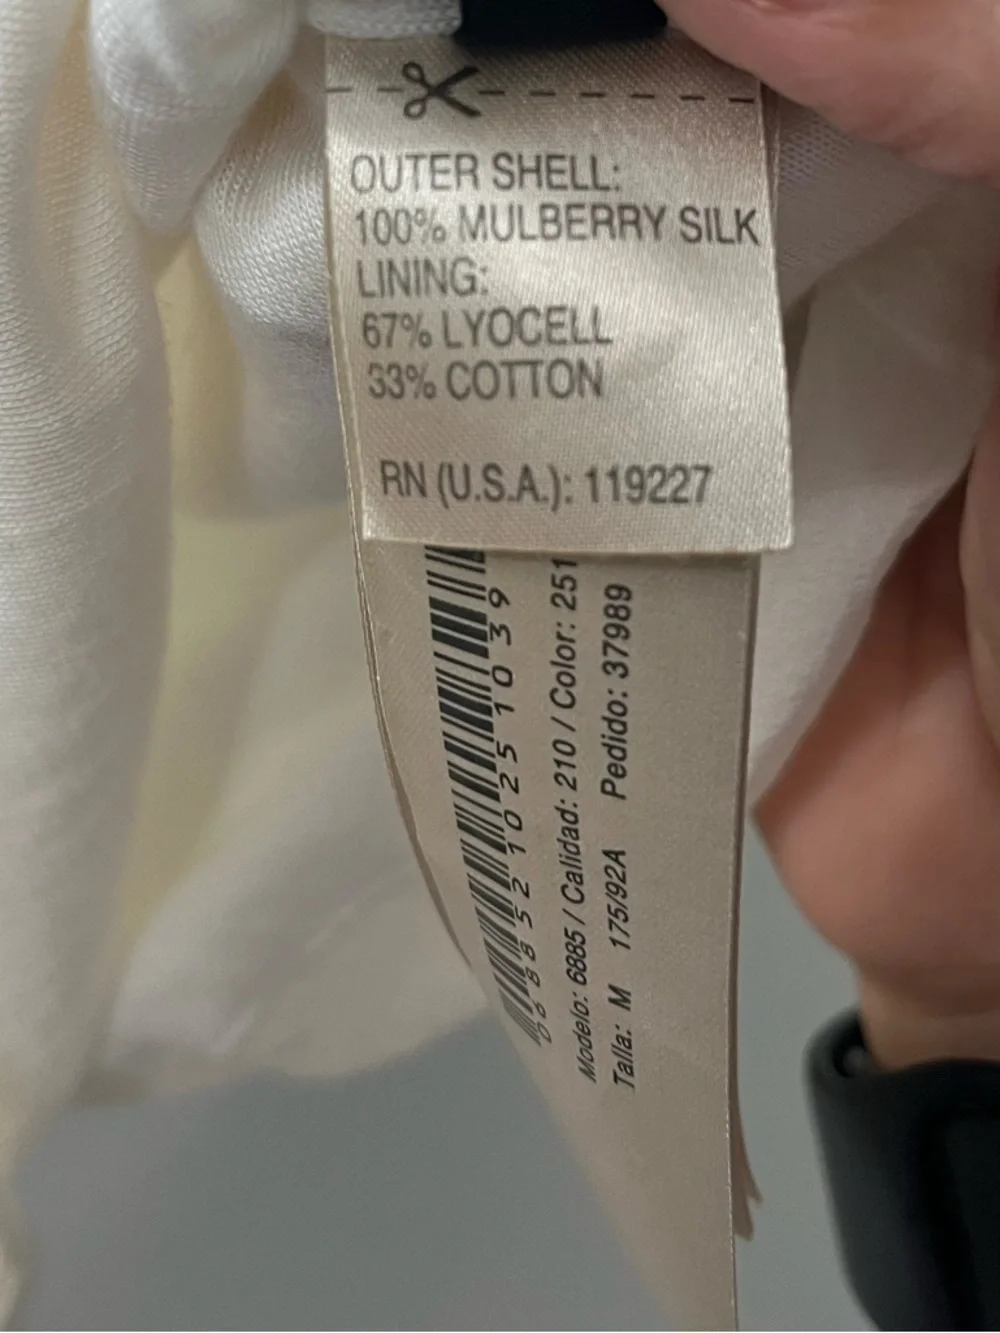 OUTER SHELL:
100% MULBERRY SILK
LINING:
67% LYOCELL
33% COTTON
RN (U.S.A.): 119227
06885210251039
Modelo: 6885 / Calidad: 210 / Color: 251
Talla: M 175/92A Pedido: 37989